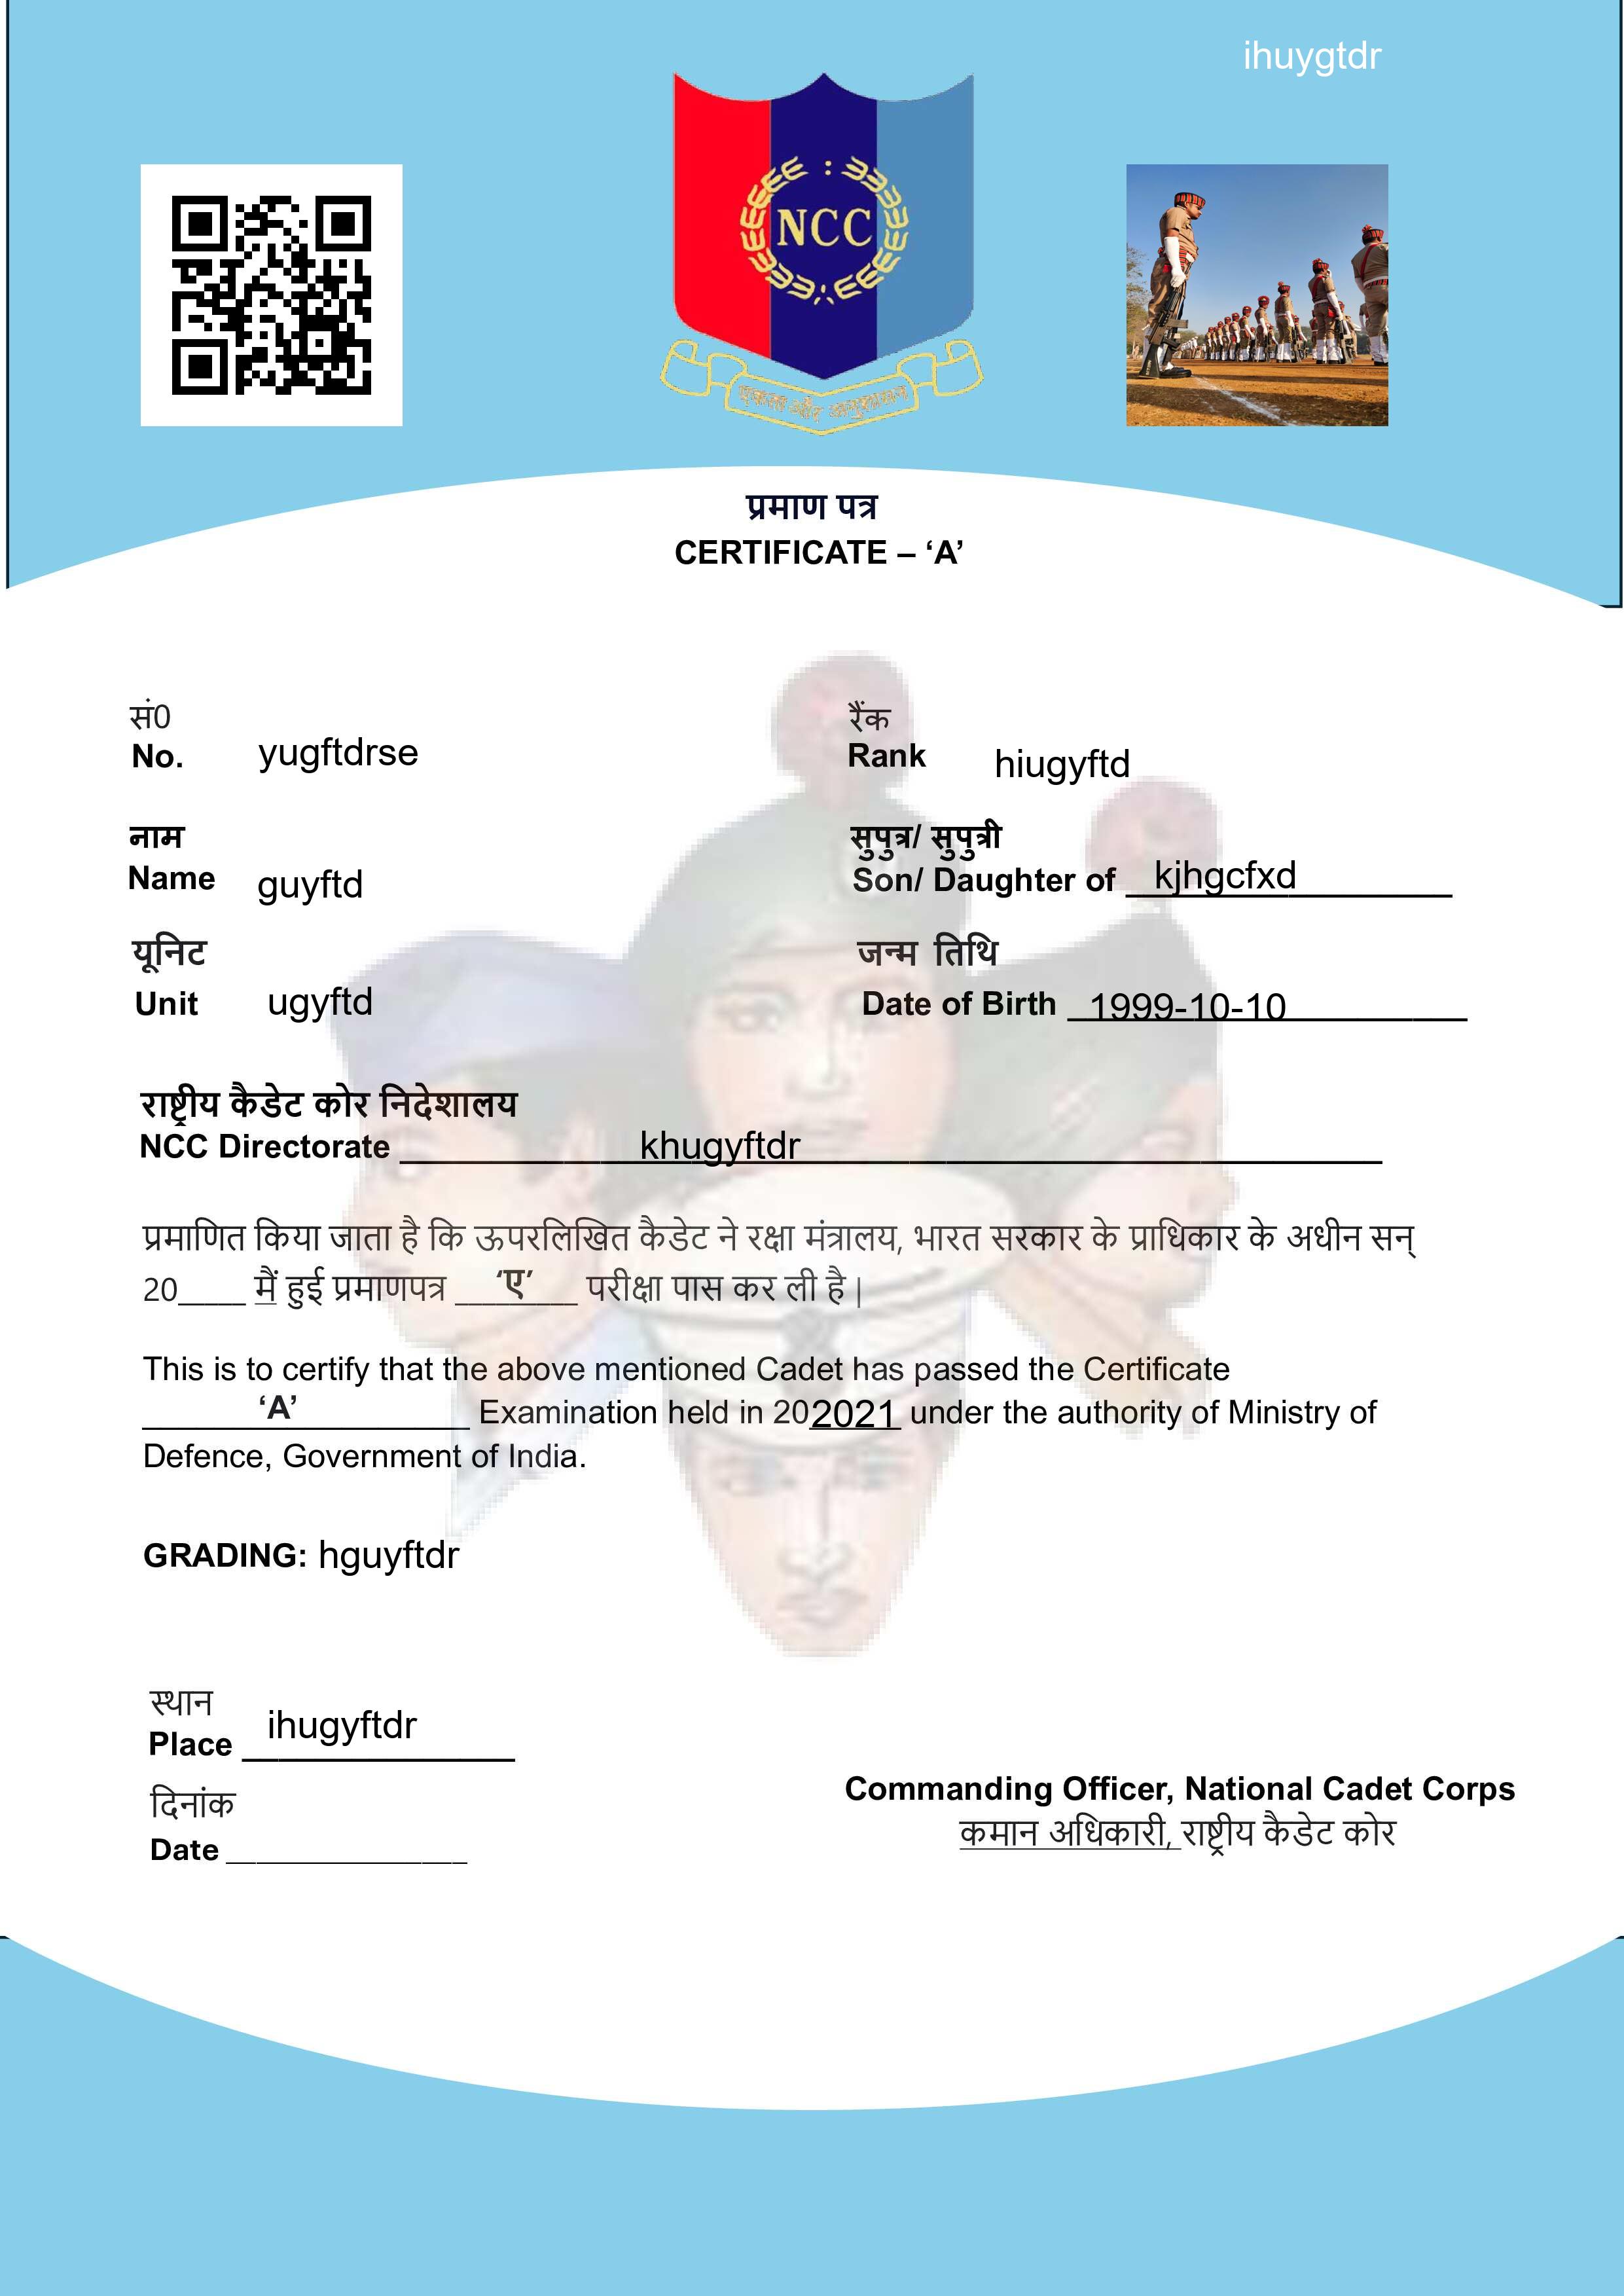 ihuygtdr
NCC
एकता और अनुशासन
प्रमाण पत्र
CERTIFICATE – ‘A’
सं0
No. yugftdrse
रैंक
Rank hiugyftd
नाम
Name guyftd
सुपुत्र/ सुपुत्री
Son/ Daughter of kjhgcfxd
यूनिट
Unit ugyftd
जन्म तिथि
Date of Birth 1999-10-10
राष्ट्रीय कैडेट कोर निदेशालय
NCC Directorate khugyftdr
प्रमाणित किया जाता है कि ऊपरलिखित कैडेट ने रक्षा मंत्रालय, भारत सरकार के प्राधिकार के अधीन सन्
20____ में हुई प्रमाणपत्र ‘ए’ परीक्षा पास कर ली है |
This is to certify that the above mentioned Cadet has passed the Certificate
‘A’ Examination held in 202021 under the authority of Ministry of
Defence, Government of India.
GRADING: hguyftdr
स्थान
Place ihugyftdr
दिनांक
Date ______________
Commanding Officer, National Cadet Corps
कमान अधिकारी, राष्ट्रीय कैडेट कोर